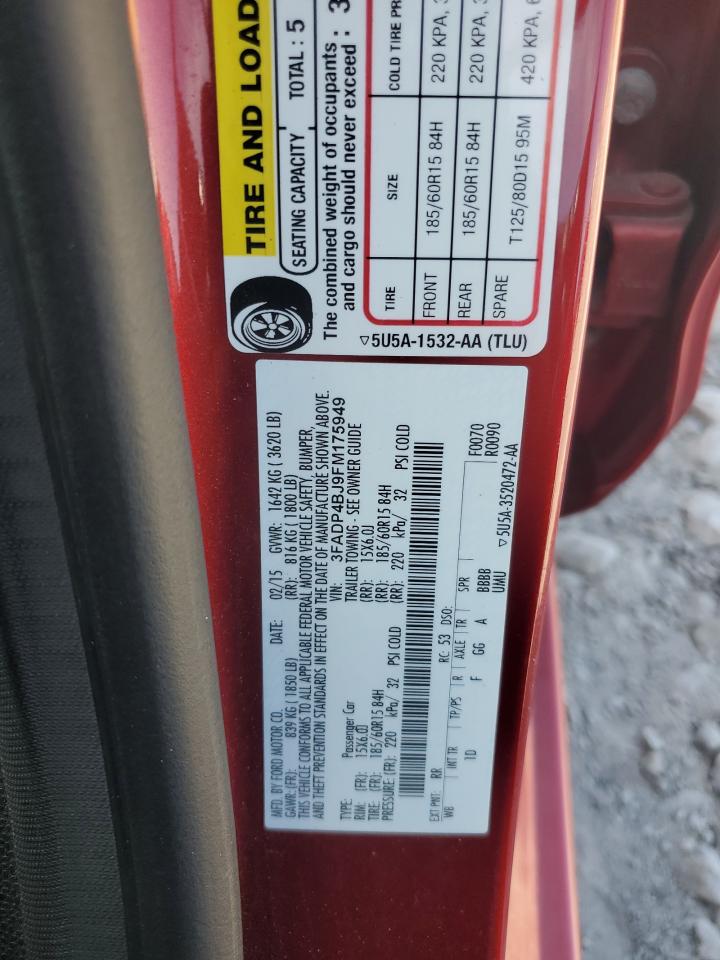 TIRE AND LOAD
SEATING CAPACITY TOTAL : 5
The combined weight of occupants
and cargo should never exceed : 3
TIRE SIZE COLD TIRE PR
FRONT 185/60R15 84H 220 KPA, 3
REAR 185/60R15 84H 220 KPA, 3
SPARE T125/80D15 95M 420 KPA, 6
▽5U5A-1532-AA (TLU)
MFD. BY FORD MOTOR CO. DATE: 02/15 GVWR: 1642 KG ( 3620 LB)
GAWR: (FR): 839 KG ( 1850 LB) (RR): 816 KG ( 1800 LB)
THIS VEHICLE CONFORMS TO ALL APPLICABLE FEDERAL MOTOR VEHICLE SAFETY, BUMPER,
AND THEFT PREVENTION STANDARDS IN EFFECT ON THE DATE OF MANUFACTURE SHOWN ABOVE.
VIN: 3FADP4BJ9FM175949
TYPE: Passenger Car TRAILER TOWING - SEE OWNER GUIDE
RIM: (FR): 15X6.0J (RR): 15X6.0J
TIRE: (FR): 185/60R15 84H (RR): 185/60R15 84H
PRESSURE: (FR): 220 kPa/ 32 PSI COLD (RR): 220 kPa/ 32 PSI COLD
EXT PNT: RR RC: 53 DSO: F0070
WB INT TR TP/PS R AXLE TR SPR R0090
1D F GG A BBBB ▽5U5A-3520472-AA
UMU